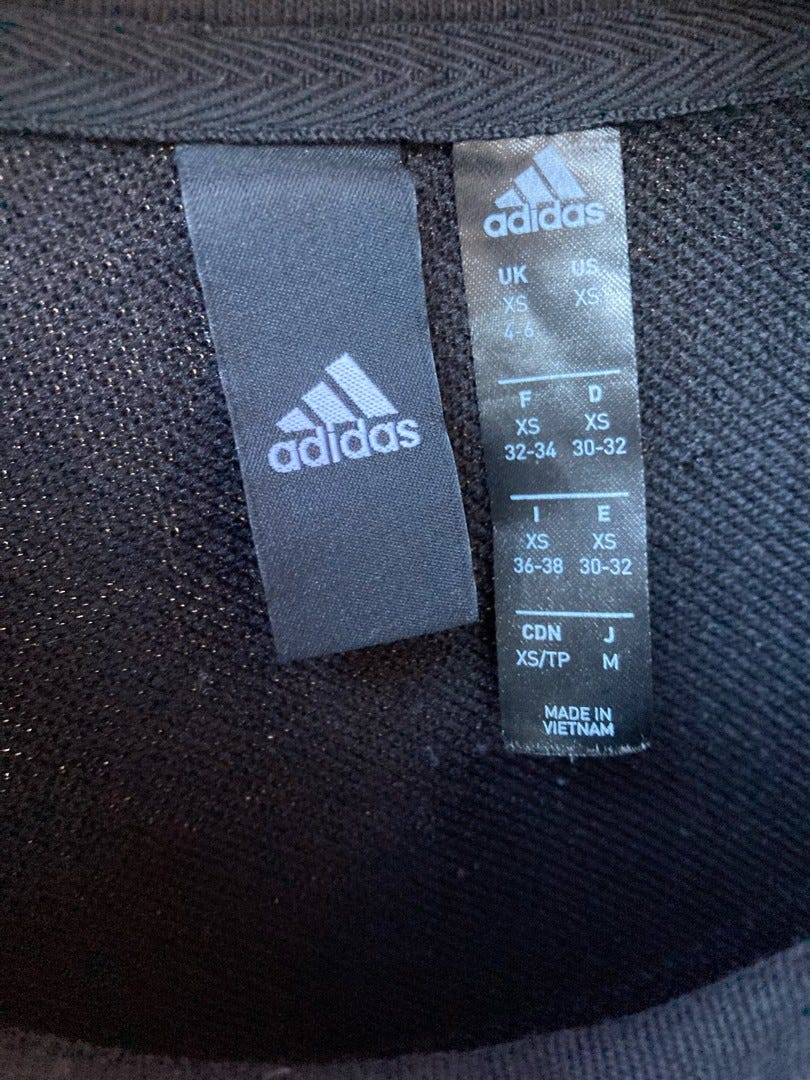 adidas
adidas
UK US
XS XS
4-6
F D
XS XS
32-34 30-32
I E
XS XS
36-38 30-32
CDN J
XS/TP M
MADE IN
VIETNAM